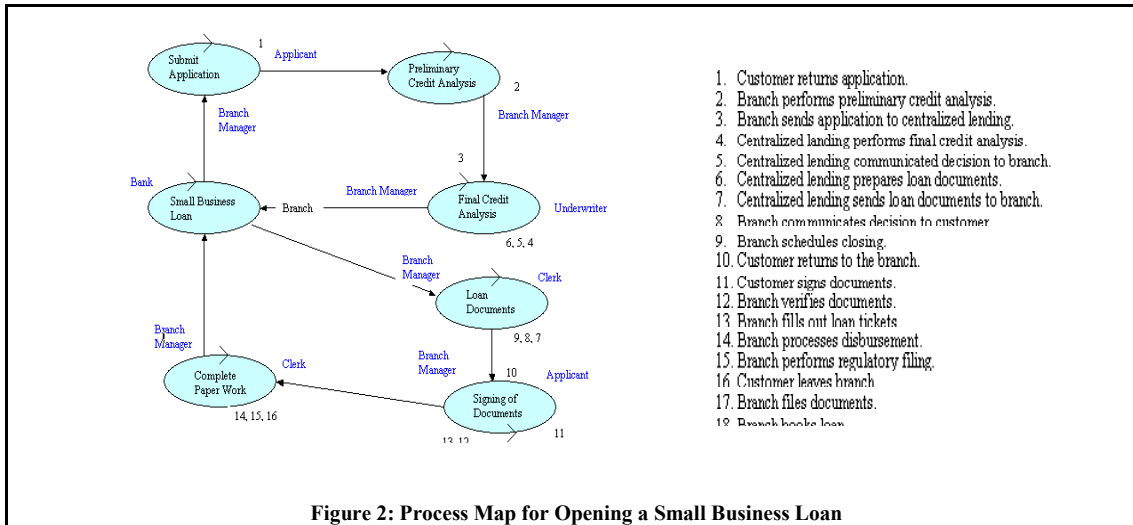 1
Applicant
Submit
Application
Preliminary
Credit Analysis
2
Branch
Manager
Branch Manager
3
Bank
Small Business
Loan
Branch Manager
Branch
Final Credit
Analysis
Underwriter
6, 5, 4
Branch
Manager
Clerk
Loan
Documents
9, 8, 7
Branch
Manager
Clerk
Complete
Paper Work
14, 15, 16
Branch
Manager
10
Applicant
Signing of
Documents
13, 12
11
1. Customer returns application.
2. Branch performs preliminary credit analysis.
3. Branch sends application to centralized lending.
4. Centralized landing performs final credit analysis.
5. Centralized lending communicated decision to branch.
6. Centralized lending prepares loan documents.
7. Centralized lending sends loan documents to branch.
8. Branch communicates decision to customer
9. Branch schedules closing.
10. Customer returns to the branch.
11. Customer signs documents.
12. Branch verifies documents.
13. Branch fills out loan tickets
14. Branch processes disbursement.
15. Branch performs regulatory filing.
16. Customer leaves branch
17. Branch files documents.
18. Branch books loan
Figure 2: Process Map for Opening a Small Business Loan